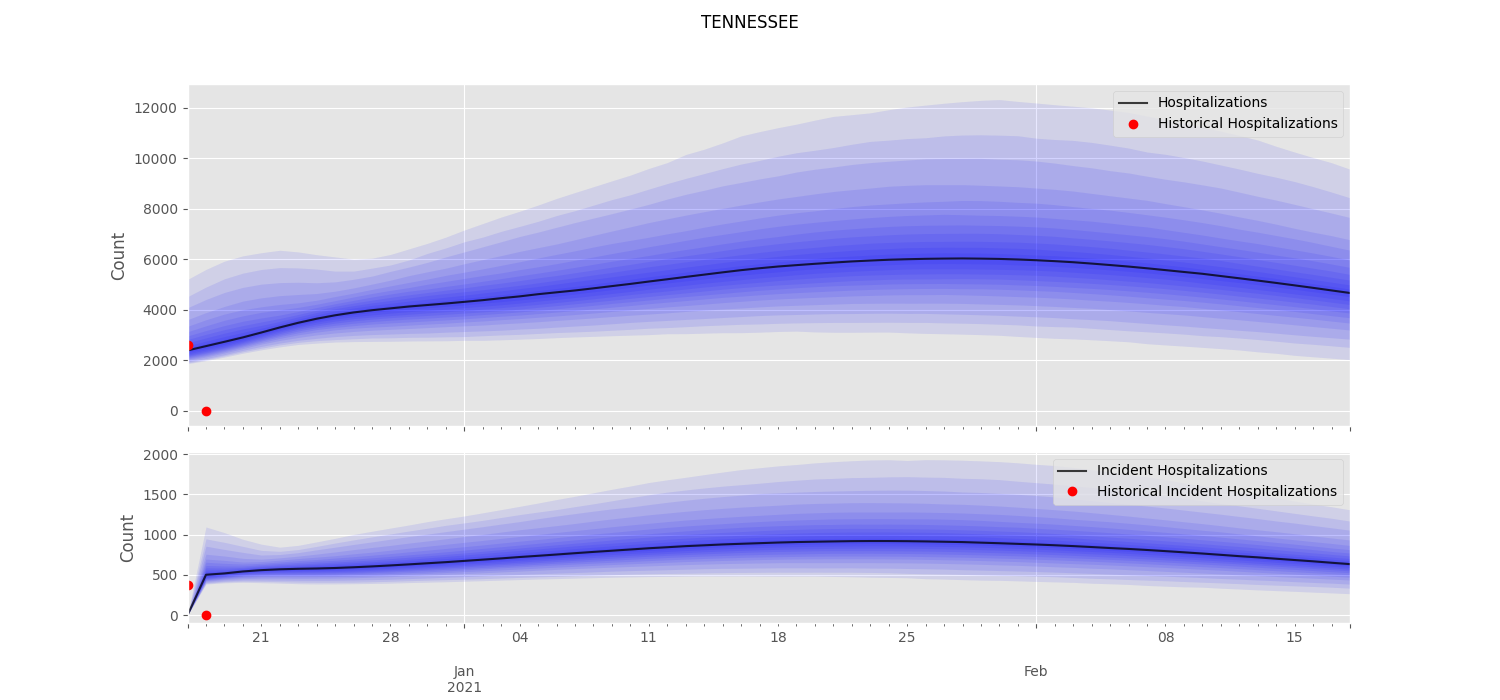 TENNESSEE
12000
10000
8000
6000
4000
2000
0
Count
Hospitalizations
Historical Hospitalizations
2000
1500
1000
500
0
Count
Incident Hospitalizations
Historical Incident Hospitalizations
21 28 04 11 18 25 08 15
Jan Feb
2021